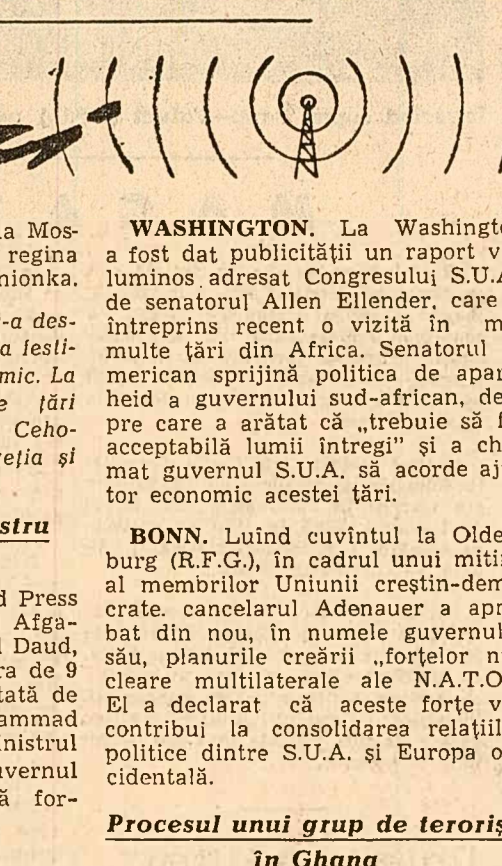 la Mos-
regina
nionka.
-a des-
a festi-
mic. La
e țări
Ceho-
eția și
stru
d Press
Afga-
l Daud,
ra de 9
tată de
ammad
nistrul
uvernul
ă for-
WASHINGTON. La Washingto
a fost dat publicității un raport v
luminos adresat Congresului S.U.A
de senatorul Allen Ellender, care
întreprins recent o vizită în m
multe țări din Africa. Senatorul
merican sprijină politica de apar
heid a guvernului sud-african, de
pre care a arătat că „trebuie să f
acceptabilă lumii întregi” și a ch
mat guvernul S.U.A. să acorde aj
tor economic acestei țări.
BONN. Luînd cuvîntul la Olde
burg (R.F.G.), în cadrul unui miti
al membrilor Uniunii creștin-dem
crate. cancelarul Adenauer a apr
bat din nou, în numele guvernul
său, planurile creării „forțelor n
cleare multilaterale ale N.A.T.O
El a declarat că aceste forțe v
contribui la consolidarea relațiil
politice dintre S.U.A. și Europa o
cidentală.
Procesul unui grup de teroriș
în Ghana